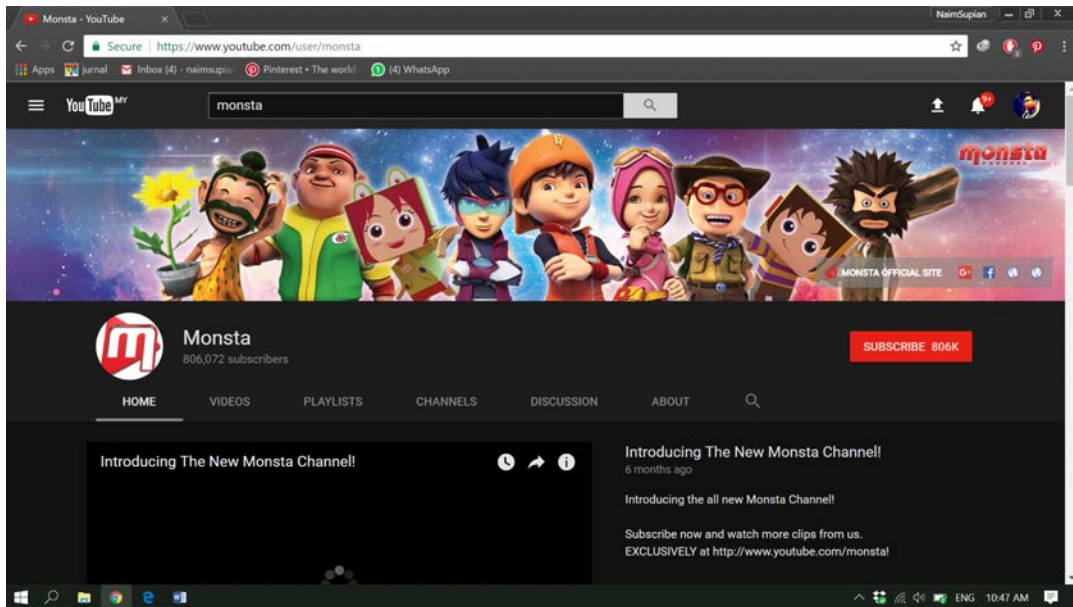 Monsta - YouTube
NaimSupian
Secure https://www.youtube.com/user/monsta
Apps jurnal Inbox (4) - naimsupie Pinterest • The world (4) WhatsApp
YouTube MY monsta 9+
monsta
MONSTA OFFICIAL SITE G+ f
m
Monsta
806,072 subscribers
SUBSCRIBE 806K
HOME VIDEOS PLAYLISTS CHANNELS DISCUSSION ABOUT
Introducing The New Monsta Channel!
Introducing The New Monsta Channel!
6 months ago
Introducing the all new Monsta Channel!
Subscribe now and watch more clips from us.
EXCLUSIVELY at http://www.youtube.com/monsta!
ENG 10:47 AM